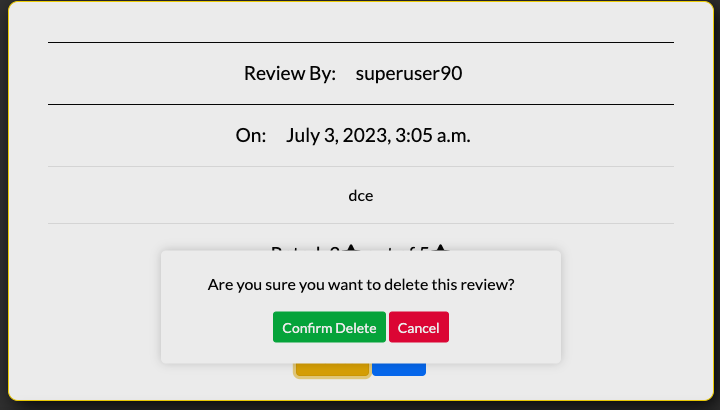 Review By: superuser90
On: July 3, 2023, 3:05 a.m.
dce
Are you sure you want to delete this review?
Confirm Delete Cancel